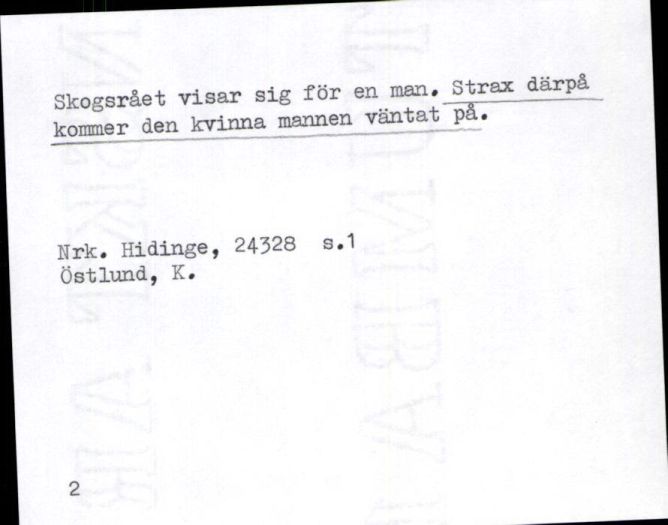 Skogsrået visar sig för en man. Strax därpå
kommer den kvinna mannen väntat på.
Nrk. Hidinge, 24328 s.1
Östlund, K.
2